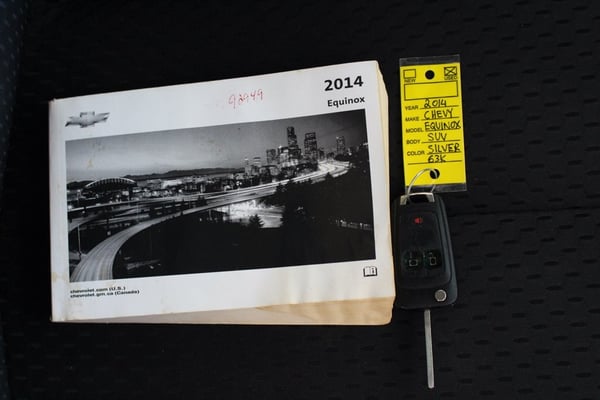 92949
2014
Equinox
chevrolet.com (U.S.)
chevrolet.gm.ca (Canada)
NEW
USED
YEAR 2014
MAKE CHEVY
MODEL EQUINOX
BODY SUV
COLOR SILVER
63K